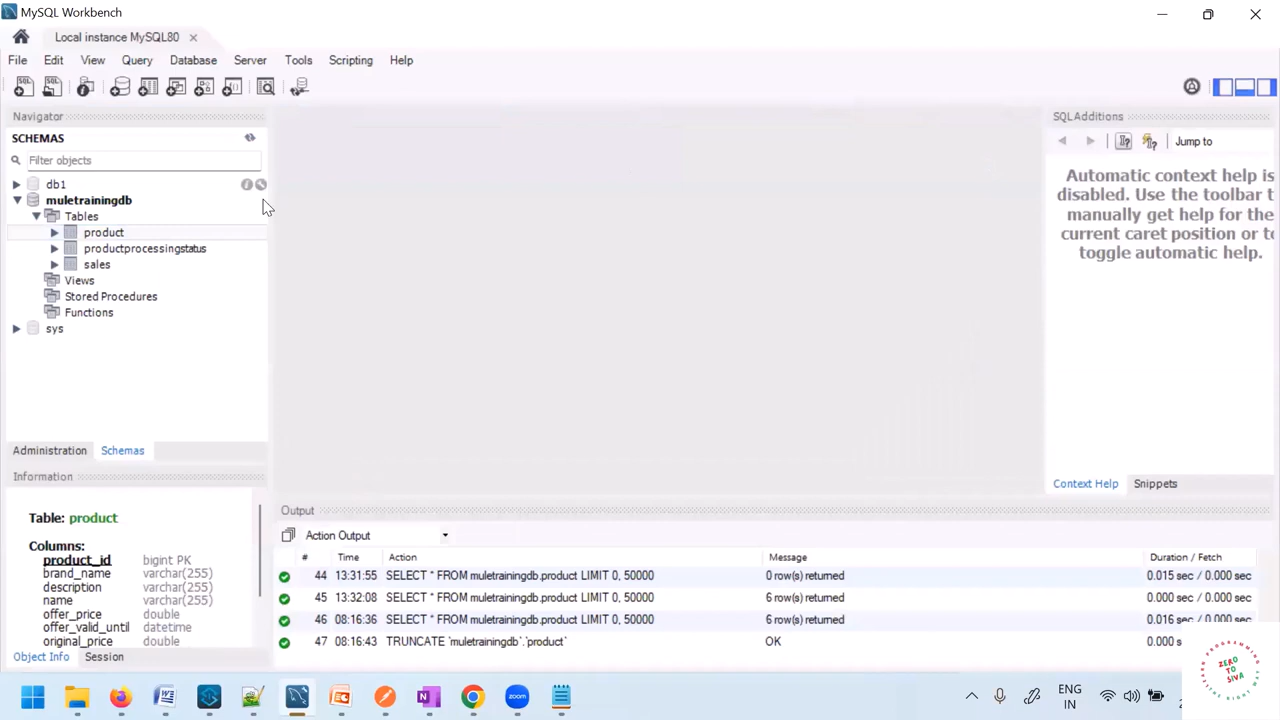 MySQL Workbench
Local instance MySQL80
File Edit View Query Database Server Tools Scripting Help
Navigator
SCHEMAS
Filter objects
db1
muletrainingdb
Tables
product
productprocessingstatus
sales
Views
Stored Procedures
Functions
sys
Administration Schemas
Information
Table: product
Columns:
product_id bigint PK
brand_name varchar(255)
description varchar(255)
name varchar(255)
offer_price double
offer_valid_until datetime
original_price double
Object Info Session
SQLAdditions
Jump to
Automatic context help is
disabled. Use the toolbar t
manually get help for the
current caret position or to
toggle automatic help.
Context Help Snippets
Output
Action Output
# Time Action Message Duration / Fetch
44 13:31:55 SELECT * FROM muletrainingdb.product LIMIT 0, 50000 0 row(s) returned 0.015 sec / 0.000 sec
45 13:32:08 SELECT * FROM muletrainingdb.product LIMIT 0, 50000 6 row(s) returned 0.000 sec / 0.000 sec
46 08:16:36 SELECT * FROM muletrainingdb.product LIMIT 0, 50000 6 row(s) returned 0.016 sec / 0.000 sec
47 08:16:43 TRUNCATE `muletrainingdb`.`product` OK 0.000 s
ZERO
TO
SIVA
ENG
IN
zoom